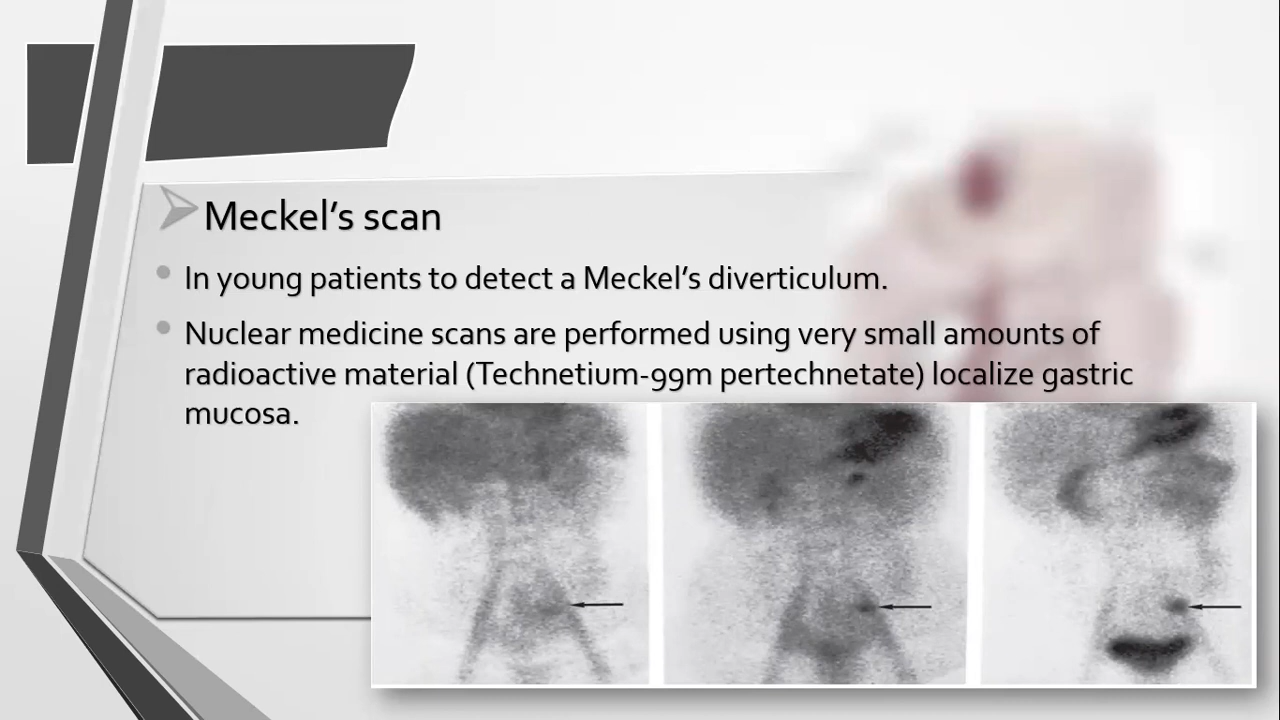 Meckel’s scan
In young patients to detect a Meckel’s diverticulum.
Nuclear medicine scans are performed using very small amounts of
radioactive material (Technetium-99m pertechnetate) localize gastric
mucosa.